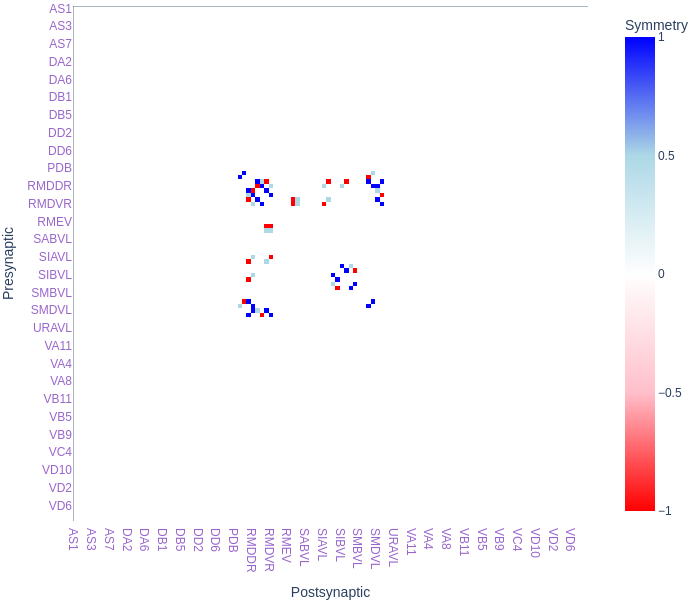 Symmetry
1
0.5
0
−0.5
−1
Presynaptic
AS1
AS3
AS7
DA2
DA6
DB1
DB5
DD2
DD6
PDB
RMDDR
RMDVR
RMEV
SABVL
SIAVL
SIBVL
SMBVL
SMDVL
URAVL
VA11
VA4
VA8
VB11
VB5
VB9
VC4
VD10
VD2
VD6
AS1
AS3
AS7
DA2
DA6
DB1
DB5
DD2
DD6
PDB
RMDDR
RMDVR
RMEV
SABVL
SIAVL
SIBVL
SMBVL
SMDVL
URAVL
VA11
VA4
VA8
VB11
VB5
VB9
VC4
VD10
VD2
VD6
Postsynaptic